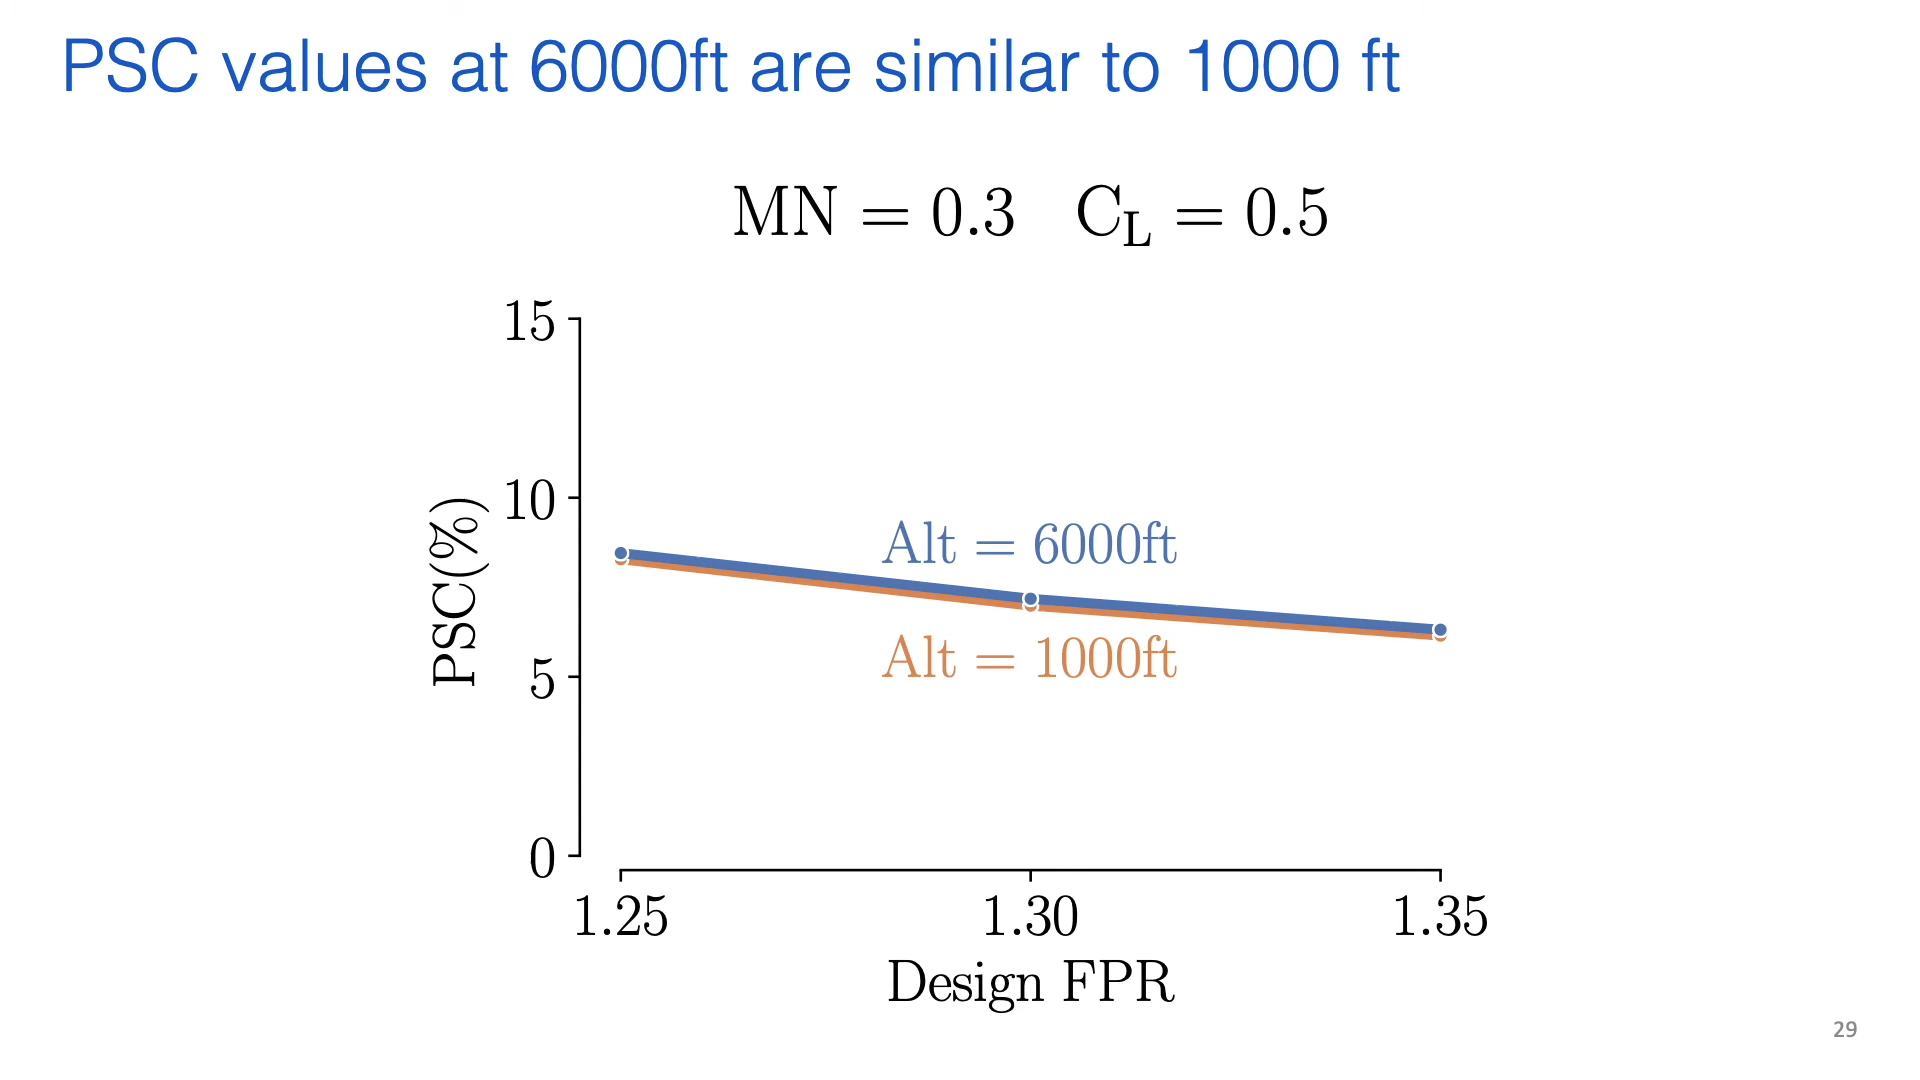 PSC values at 6000ft are similar to 1000 ft
MN = 0.3 C_L = 0.5
15
10
5
0
PSC(%)
Alt = 6000ft
Alt = 1000ft
1.25 1.30 1.35
Design FPR
29